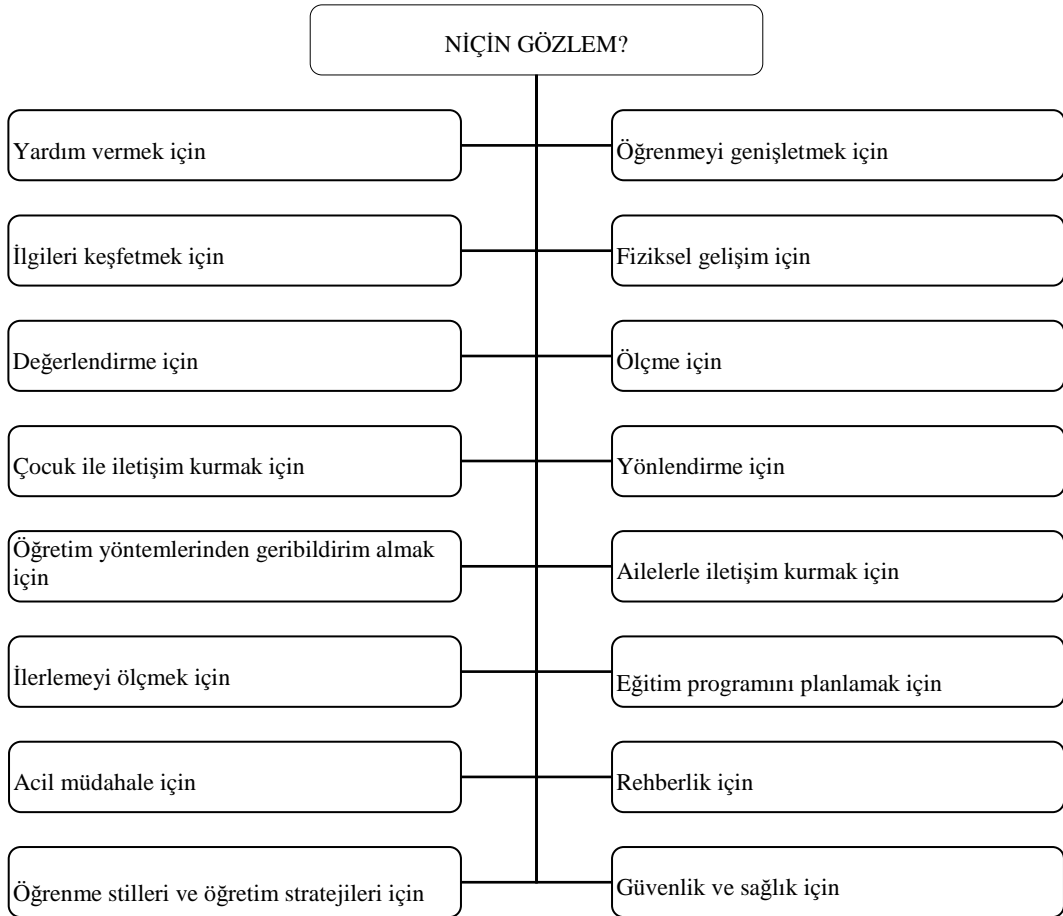 NİÇİN GÖZLEM?
Yardım vermek için
Öğrenmeyi genişletmek için
İlgileri keşfetmek için
Fiziksel gelişim için
Değerlendirme için
Ölçme için
Çocuk ile iletişim kurmak için
Yönlendirme için
Öğretim yöntemlerinden geribildirim almak
için
Ailelerle iletişim kurmak için
İlerlemeyi ölçmek için
Eğitim programını planlamak için
Acil müdahale için
Rehberlik için
Öğrenme stilleri ve öğretim stratejileri için
Güvenlik ve sağlık için